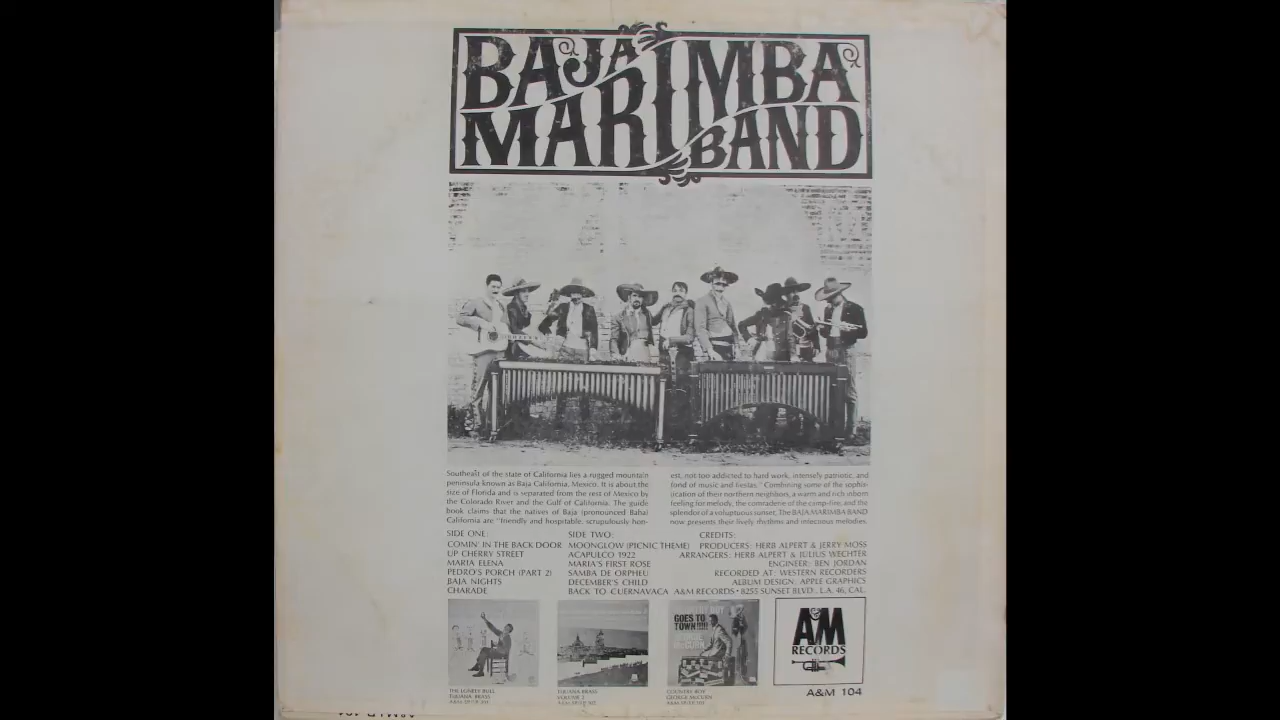 BAJA MARIMBA BAND
Southeast of the state of California lies a rugged mountain
peninsula known as Baja California, Mexico. It is about the
size of Florida and is separated from the rest of Mexico by
the Colorado River and the Gulf of California. The guide
book claims that the natives of Baja (pronounced Baha)
California are "friendly and hospitable, scrupulously hon-
est, not too addicted to hard work, intensely patriotic, and
fond of music and fiestas." Combining some of the sophis-
tication of their northern neighbors, a warm and rich inborn
feeling for melody, the comraderie of the camp-fire, and the
splendor of a voluptuous sunset, The BAJA MARIMBA BAND
now presents their lively rhythms and infectious melodies.
SIDE ONE:
COMIN' IN THE BACK DOOR
UP CHERRY STREET
MARIA ELENA
PEDRO'S PORCH (PART 2)
BAJA NIGHTS
CHARADE
SIDE TWO:
MOONGLOW (PICNIC THEME)
ACAPULCO 1922
MARIA'S FIRST ROSE
SAMBA DE ORPHEU
DECEMBER'S CHILD
BACK TO CUERNAVACA
CREDITS:
PRODUCERS: HERB ALPERT & JERRY MOSS
ARRANGERS: HERB ALPERT & JULIUS WECHTER
ENGINEER: BEN JORDAN
RECORDED AT: WESTERN RECORDERS
ALBUM DESIGN: APPLE GRAPHICS
A&M RECORDS • 8255 SUNSET BLVD., L.A. 46, CAL.
GOES TO
TOWN!!!!!
THE LONELY BULL
TIJUANA BRASS
TIJUANA BRASS
VOLUME 2
COUNTRY BOY
GEORGE McCURN
A&M
RECORDS
A&M 104